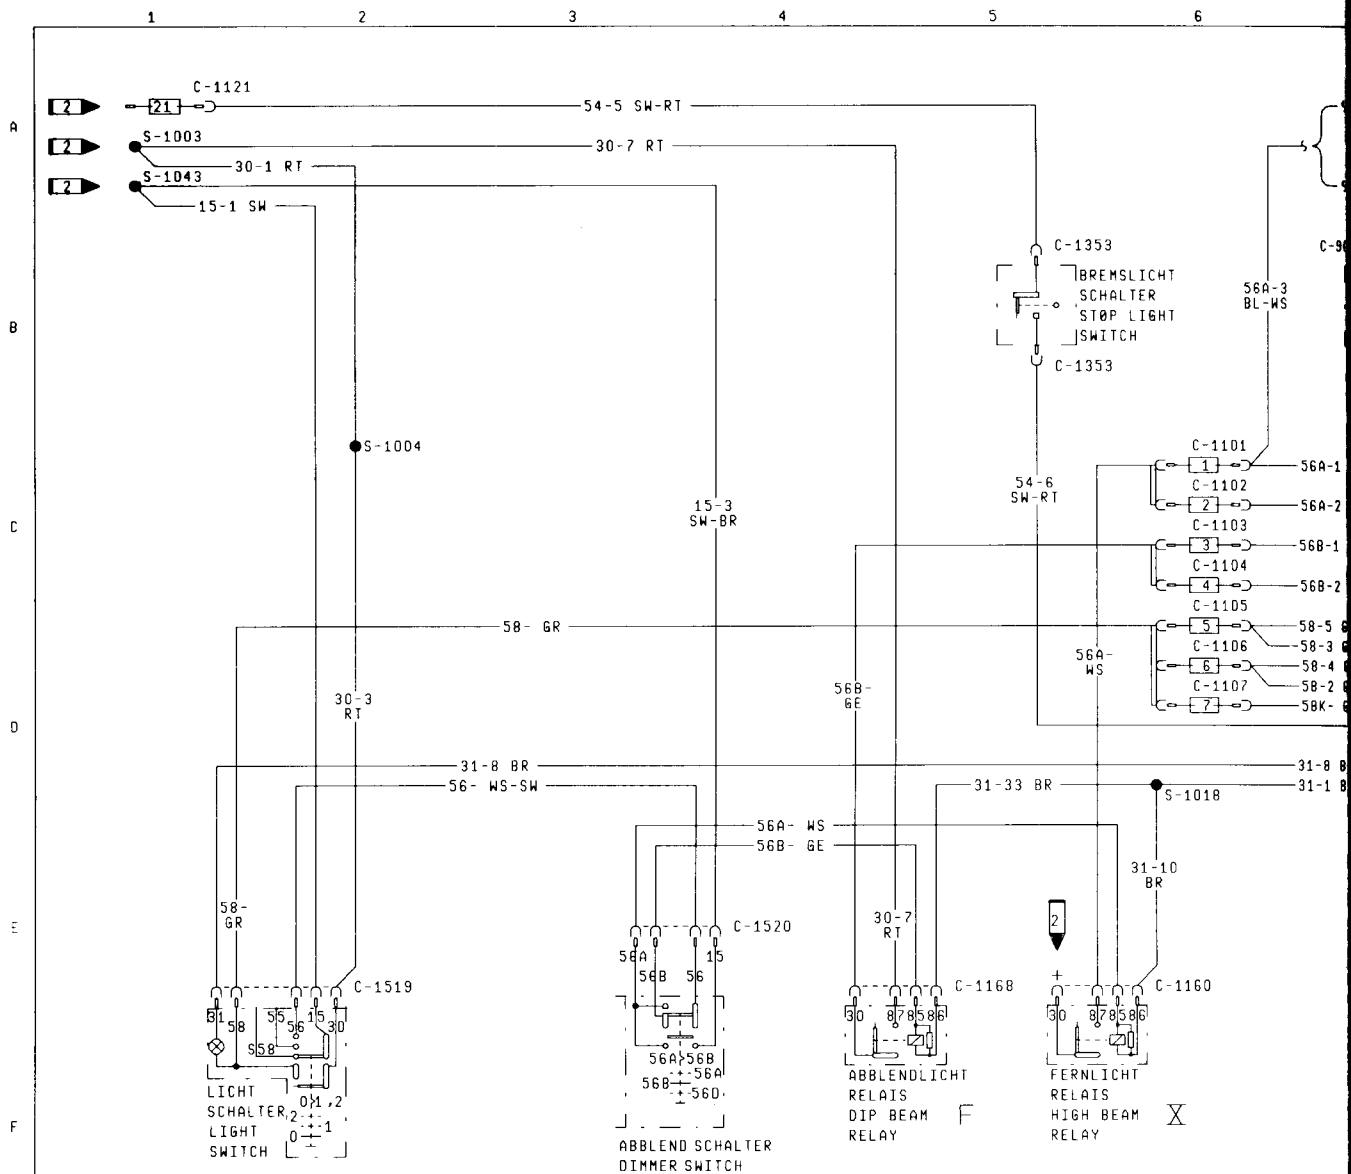 1 2 3 4 5 6
A
B
C
D
E
F
C-1121
2 21 54-5 SW-RT
S-1003
2 30-7 RT
30-1 RT
S-1043
2
15-1 SW
C-1353
BREMSLICHT
SCHALTER
STØP LIGHT
SWITCH
C-1353
56A-3
BL-WS
S-1004
15-3
SW-BR
54-6
SW-RT
C-1101
1 56A-1
C-1102
2 56A-2
C-1103
3 56B-1
C-1104
4 56B-2
C-1105
5 58-5
58-3
C-1106
6 58-4
58-2
C-1107
7 58K-
58- GR
56A-
WS
56B-
GE
30-3
RT
31-8 BR
31-8 B
56- WS-SW
31-33 BR
S-1018
31-1 B
56A- WS
56B- GE
31-10
BR
58-
GR
30-7
RT
2
+
C-1520
56A 15
56B 56
C-1519
31 55 15
58 56 30
S58
C-1168
30 87 85 86
C-1160
30 87 85 86
56A 56B
56A
56B
56D
0 1,2
2
1
0
LICHT
SCHALTER
LIGHT
SWITCH
ABBLEND SCHALTER
DIMMER SWITCH
ABBLENDLICHT
RELAIS
DIP BEAM
RELAY
F
FERNLICHT
RELAIS
HIGH BEAM
RELAY
X